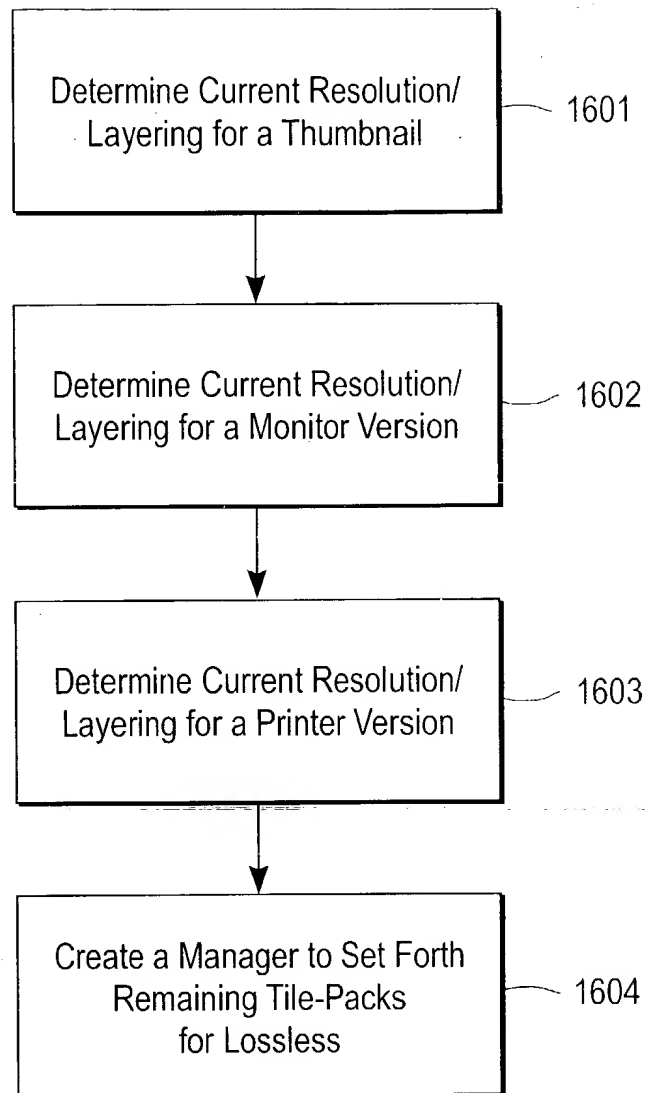 Determine Current Resolution/
Layering for a Thumbnail
1601
Determine Current Resolution/
Layering for a Monitor Version
1602
Determine Current Resolution/
Layering for a Printer Version
1603
Create a Manager to Set Forth
Remaining Tile-Packs
for Lossless
1604